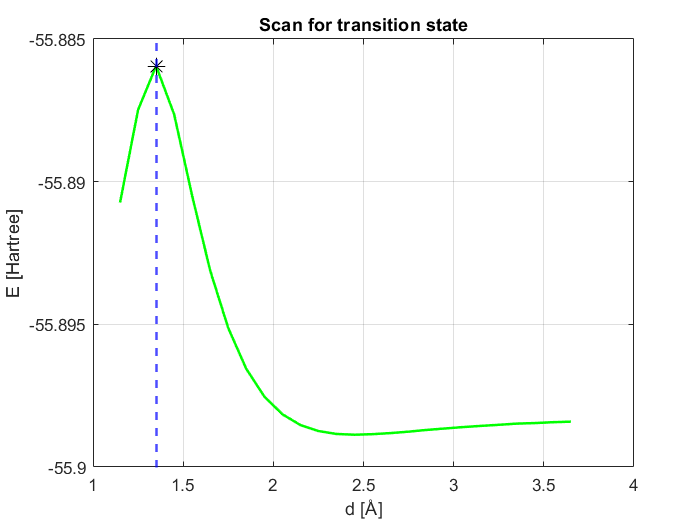 Scan for transition state
-55.885
-55.89
-55.895
-55.9
E [Hartree]
1 1.5 2 2.5 3 3.5 4
d [Å]